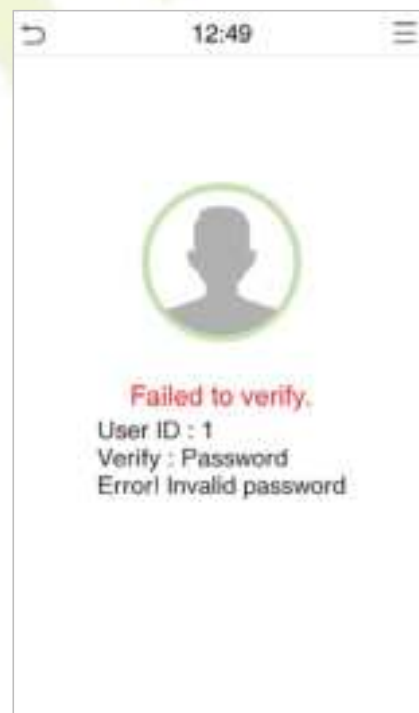 12:49
Failed to verify.
User ID : 1
Verify : Password
Error! Invalid password